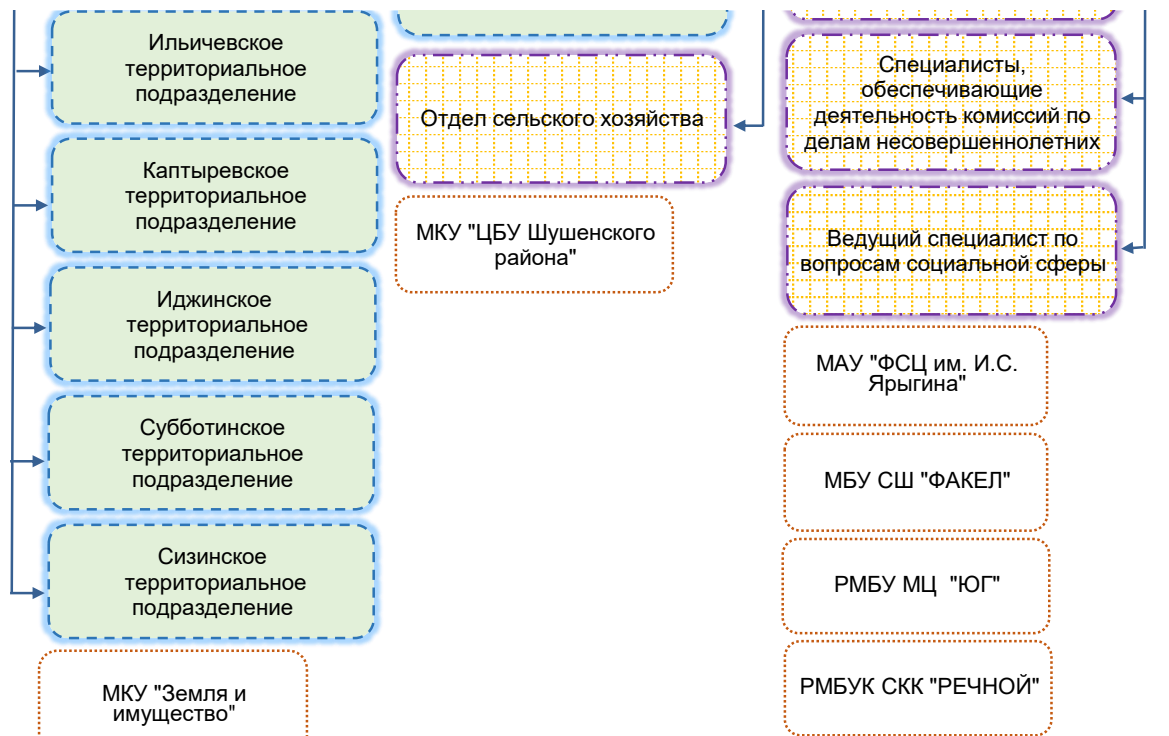 Ильичевское
территориальное
подразделение
Каптыревское
территориальное
подразделение
Иджинское
территориальное
подразделение
Субботинское
территориальное
подразделение
Сизинское
территориальное
подразделение
МКУ "Земля и
имущество"
Отдел сельского хозяйства
МКУ "ЦБУ Шушенского
района"
Специалисты,
обеспечивающие
деятельность комиссий по
делам несовершеннолетних
Ведущий специалист по
вопросам социальной сферы
МАУ "ФСЦ им. И.С.
Ярыгина"
МБУ СШ "ФАКЕЛ"
РМБУ МЦ "ЮГ"
РМБУК СКК "РЕЧНОЙ"